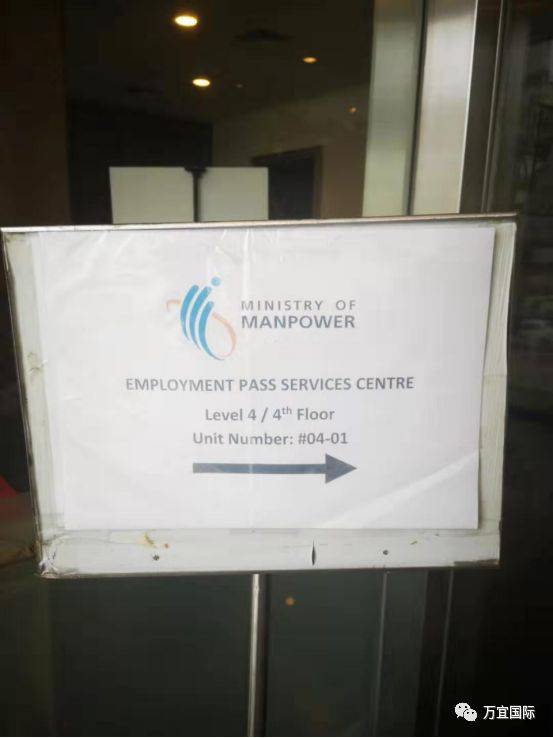 MINISTRY OF
MANPOWER
EMPLOYMENT PASS SERVICES CENTRE
Level 4 / 4th Floor
Unit Number: #04-01
万宜国际